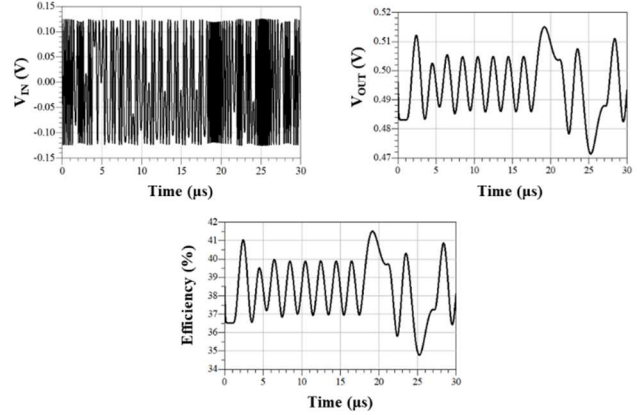 V_IN (V)
0.15
0.10
0.05
0.00
-0.05
-0.10
-0.15
0 5 10 15 20 25 30
Time (µs)
V_OUT (V)
0.52
0.51
0.50
0.49
0.48
0.47
0 5 10 15 20 25 30
Time (µs)
Efficiency (%)
42
41
40
39
38
37
36
35
34
0 5 10 15 20 25 30
Time (µs)